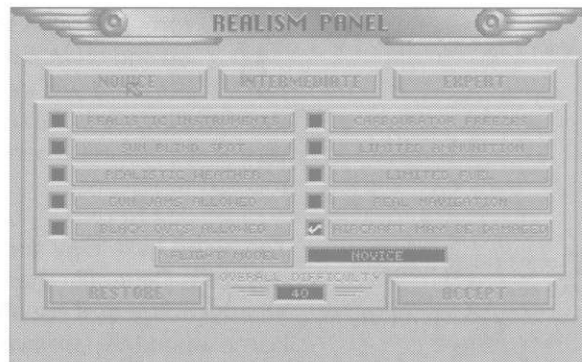 REALISM PANEL
NOVICE INTERMEDIATE EXPERT
REALISTIC INSTRUMENTS CARBOURATOR FREEZES
SUN BLIND SPOT LIMITED AMMUNITION
REALISTIC WEATHER LIMITED FUEL
GUN JAMS ALLOWED REAL NAVIGATION
BLACK OUTS ALLOWED AIRCRAFT MAY BE DAMAGED
FLIGHT MODEL NOVICE
OVERALL DIFFICULTY
RESTORE 40 ACCEPT